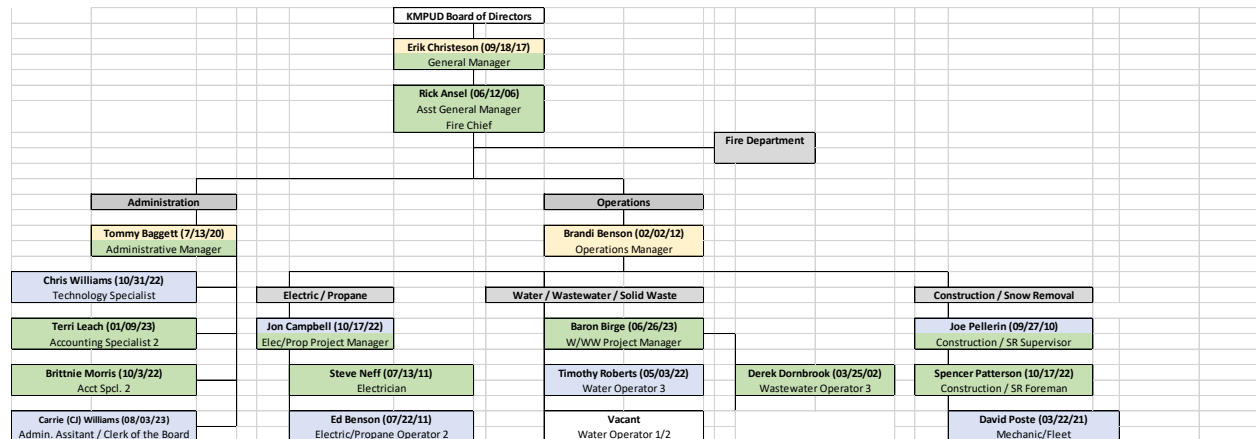 KMPUD Board of Directors
Erik Christeson (09/18/17)
General Manager
Rick Ansel (06/12/06)
Asst General Manager
Fire Chief
Fire Department
Administration
Operations
Tommy Baggett (7/13/20)
Administrative Manager
Brandi Benson (02/02/12)
Operations Manager
Chris Williams (10/31/22)
Technology Specialist
Electric / Propane
Water / Wastewater / Solid Waste
Construction / Snow Removal
Terri Leach (01/09/23)
Accounting Specialist 2
Jon Campbell (10/17/22)
Elec/Prop Project Manager
Baron Birge (06/26/23)
W/WW Project Manager
Joe Pellerin (09/27/10)
Construction / SR Supervisor
Brittnie Morris (10/3/22)
Acct Spcl. 2
Steve Neff (07/13/11)
Electrician
Timothy Roberts (05/03/22)
Water Operator 3
Derek Dornbrook (03/25/02)
Wastewater Operator 3
Spencer Patterson (10/17/22)
Construction / SR Foreman
Carrie (CJ) Williams (08/03/23)
Admin. Assitant / Clerk of the Board
Ed Benson (07/22/11)
Electric/Propane Operator 2
Vacant
Water Operator 1/2
David Poste (03/22/21)
Mechanic/Fleet